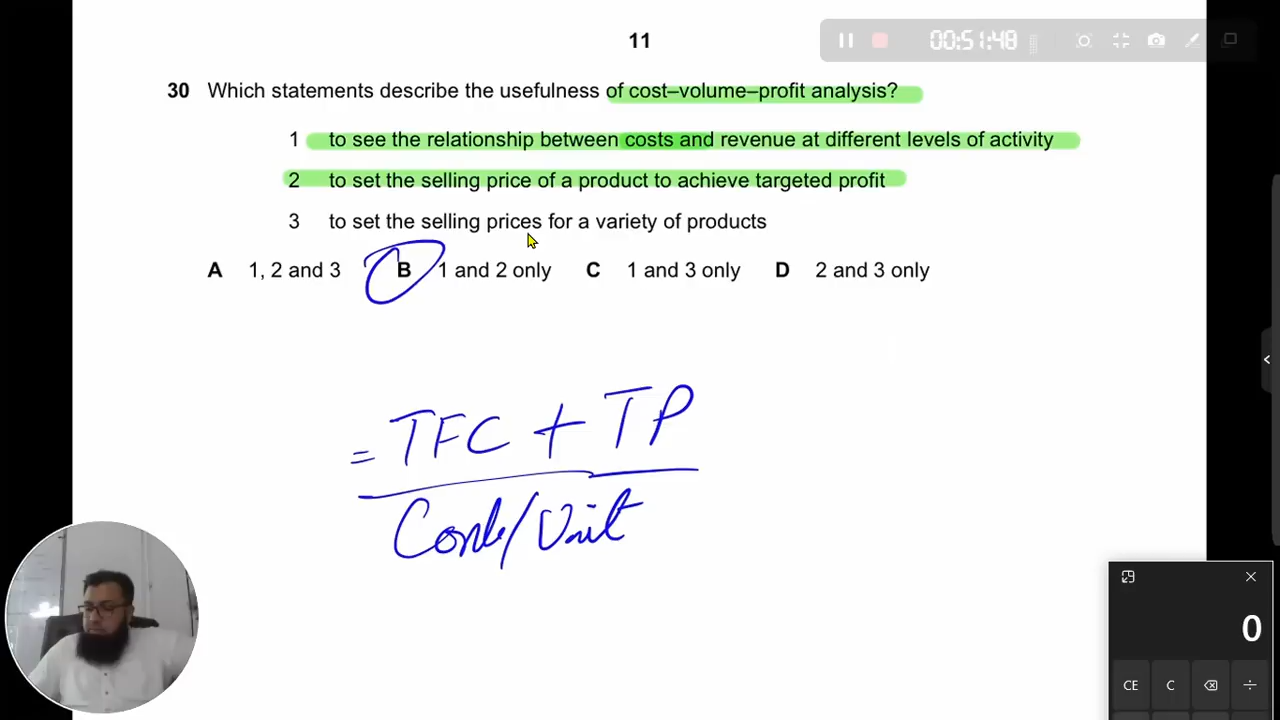 11
00:51:48
30 Which statements describe the usefulness of cost–volume–profit analysis?
1 to see the relationship between costs and revenue at different levels of activity
2 to set the selling price of a product to achieve targeted profit
3 to set the selling prices for a variety of products
A 1, 2 and 3 B 1 and 2 only C 1 and 3 only D 2 and 3 only
= TFC + TP
Cont/Unit
0
CE C ÷